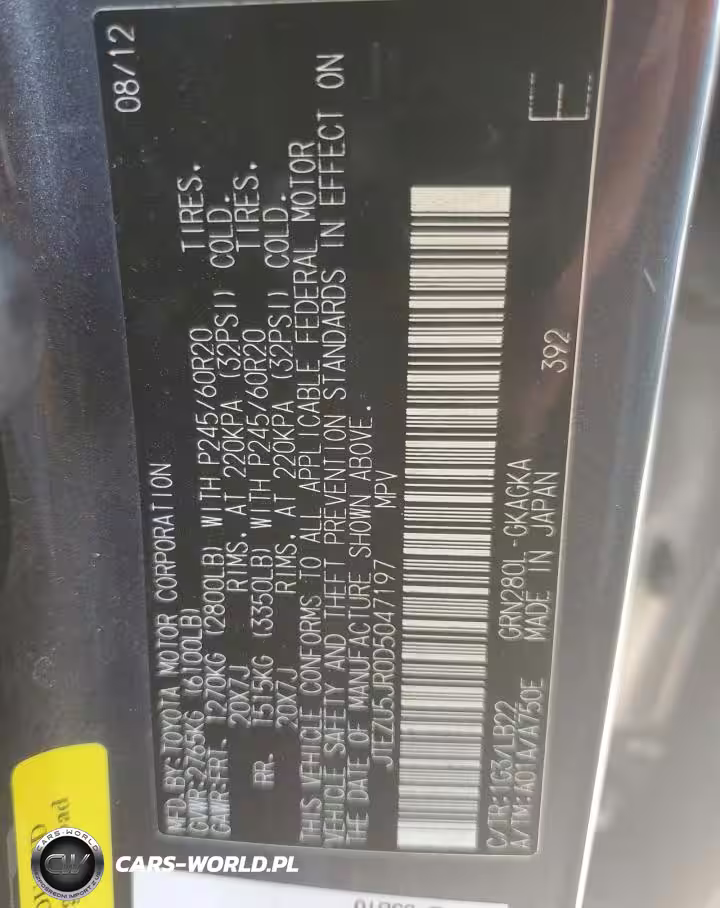 MFD.BY:TOYOTA MOTOR CORPORATION 08/12
GVWR:2765KG (6100LB)
GAWR:FRT. 1270KG (2800LB) WITH P245/60R20 TIRES.
20X7J RIMS. AT 220KPA (32PSI) COLD.
RR. 1515KG (3350LB) WITH P245/60R20 TIRES.
20X7J RIMS. AT 220KPA (32PSI) COLD.
THIS VEHICLE CONFORMS TO ALL APPLICABLE FEDERAL MOTOR
VEHICLE SAFETY AND THEFT PREVENTION STANDARDS IN EFFECT ON
THE DATE OF MANUFACTURE SHOWN ABOVE.
JTEZU5JR0D5047197 MPV
C/TR:1G3/LB22 GRN280L-GKAGKA 392
A/TM:A01A/A750E MADE IN JAPAN
E
CW
CARS-WORLD.PL